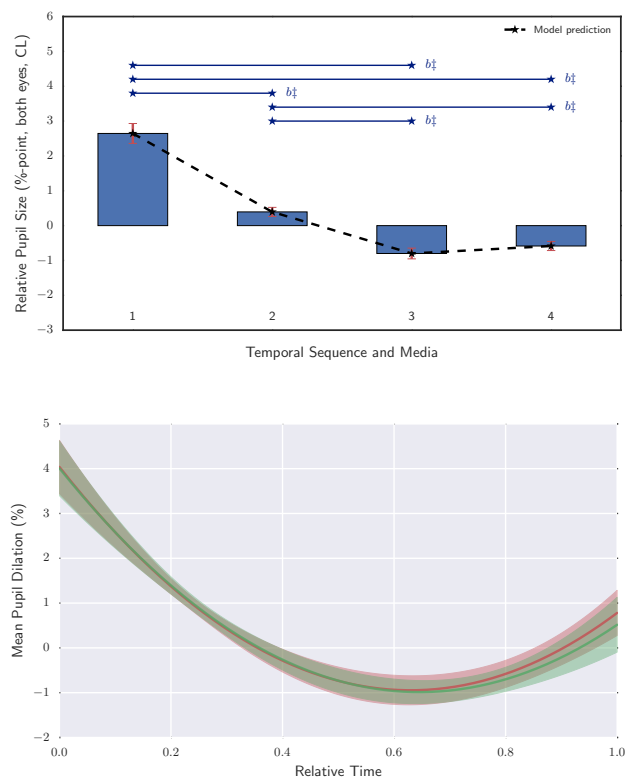 6
5
4
3
2
1
0
−1
−2
−3
Relative Pupil Size (%-point, both eyes, CL)
Model prediction
b‡
b‡
b‡
b‡
b‡
1 2 3 4
Temporal Sequence and Media
5
4
3
2
1
0
−1
−2
Mean Pupil Dilation (%)
0.0 0.2 0.4 0.6 0.8 1.0
Relative Time